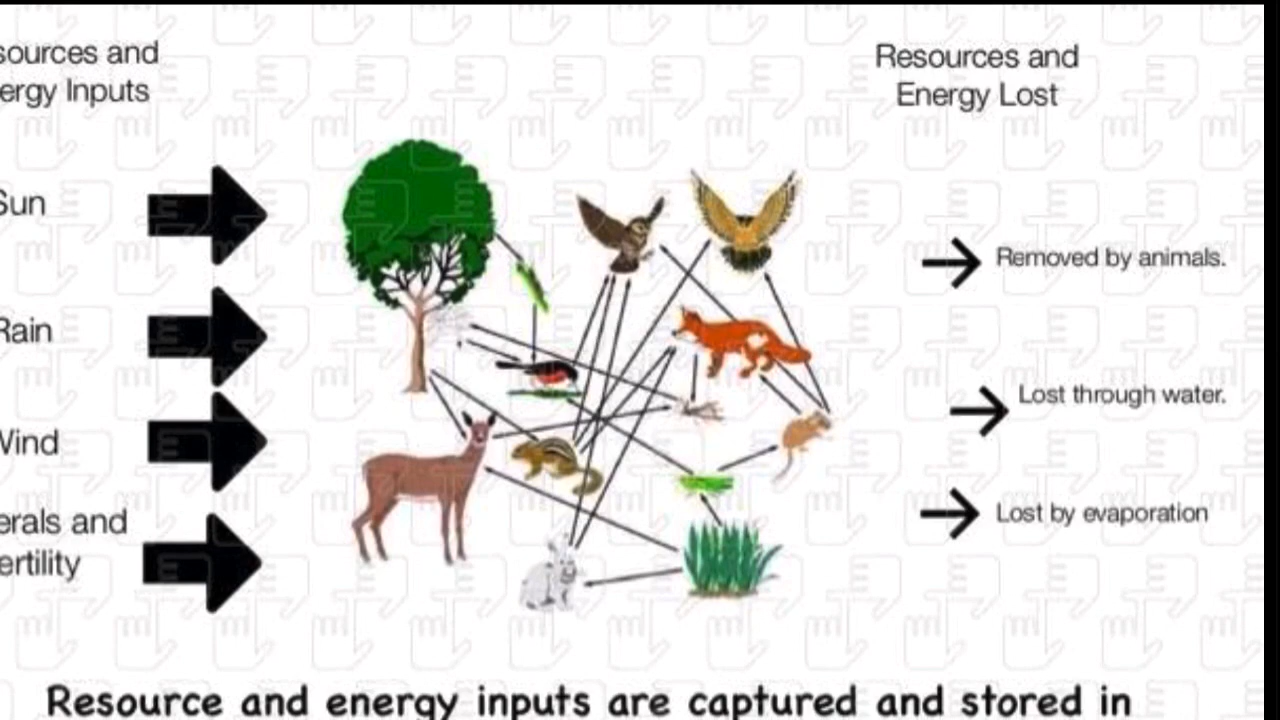 sources and
ergy Inputs
Sun
Rain
Wind
erals and
ertility
Resources and
Energy Lost
Removed by animals.
Lost through water.
Lost by evaporation
Resource and energy inputs are captured and stored in